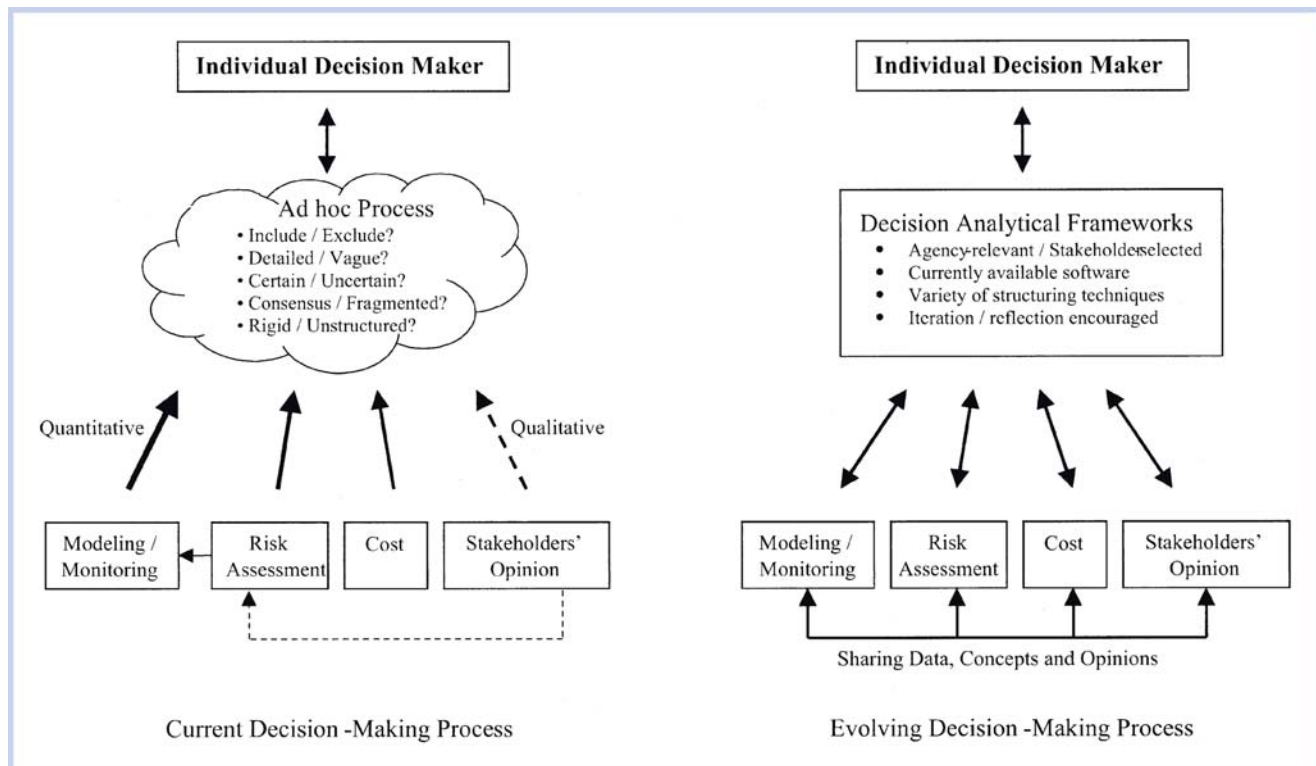 Individual Decision Maker
Ad hoc Process
• Include / Exclude?
• Detailed / Vague?
• Certain / Uncertain?
• Consensus / Fragmented?
• Rigid / Unstructured?
Quantitative
Qualitative
Modeling /
Monitoring
Risk
Assessment
Cost
Stakeholders'
Opinion
Current Decision -Making Process
Individual Decision Maker
Decision Analytical Frameworks
• Agency-relevant / Stakeholder-selected
• Currently available software
• Variety of structuring techniques
• Iteration / reflection encouraged
Modeling /
Monitoring
Risk
Assessment
Cost
Stakeholders'
Opinion
Sharing Data, Concepts and Opinions
Evolving Decision -Making Process